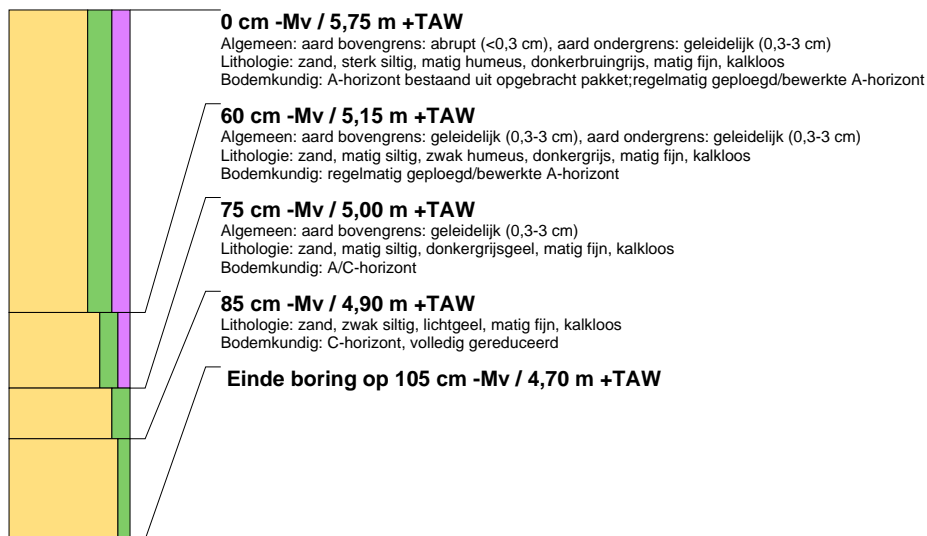 0 cm -Mv / 5,75 m +TAW
Algemeen: aard bovengrens: abrupt (<0,3 cm), aard ondergrens: geleidelijk (0,3-3 cm)
Lithologie: zand, sterk siltig, matig humeus, donkerbruingrijs, matig fijn, kalkloos
Bodemkundig: A-horizont bestaand uit opgebracht pakket;regelmatig geploegd/bewerkte A-horizont
60 cm -Mv / 5,15 m +TAW
Algemeen: aard bovengrens: geleidelijk (0,3-3 cm), aard ondergrens: geleidelijk (0,3-3 cm)
Lithologie: zand, matig siltig, zwak humeus, donkergrijs, matig fijn, kalkloos
Bodemkundig: regelmatig geploegd/bewerkte A-horizont
75 cm -Mv / 5,00 m +TAW
Algemeen: aard bovengrens: geleidelijk (0,3-3 cm)
Lithologie: zand, matig siltig, donkergrijsgeel, matig fijn, kalkloos
Bodemkundig: A/C-horizont
85 cm -Mv / 4,90 m +TAW
Lithologie: zand, zwak siltig, lichtgeel, matig fijn, kalkloos
Bodemkundig: C-horizont, volledig gereduceerd
Einde boring op 105 cm -Mv / 4,70 m +TAW